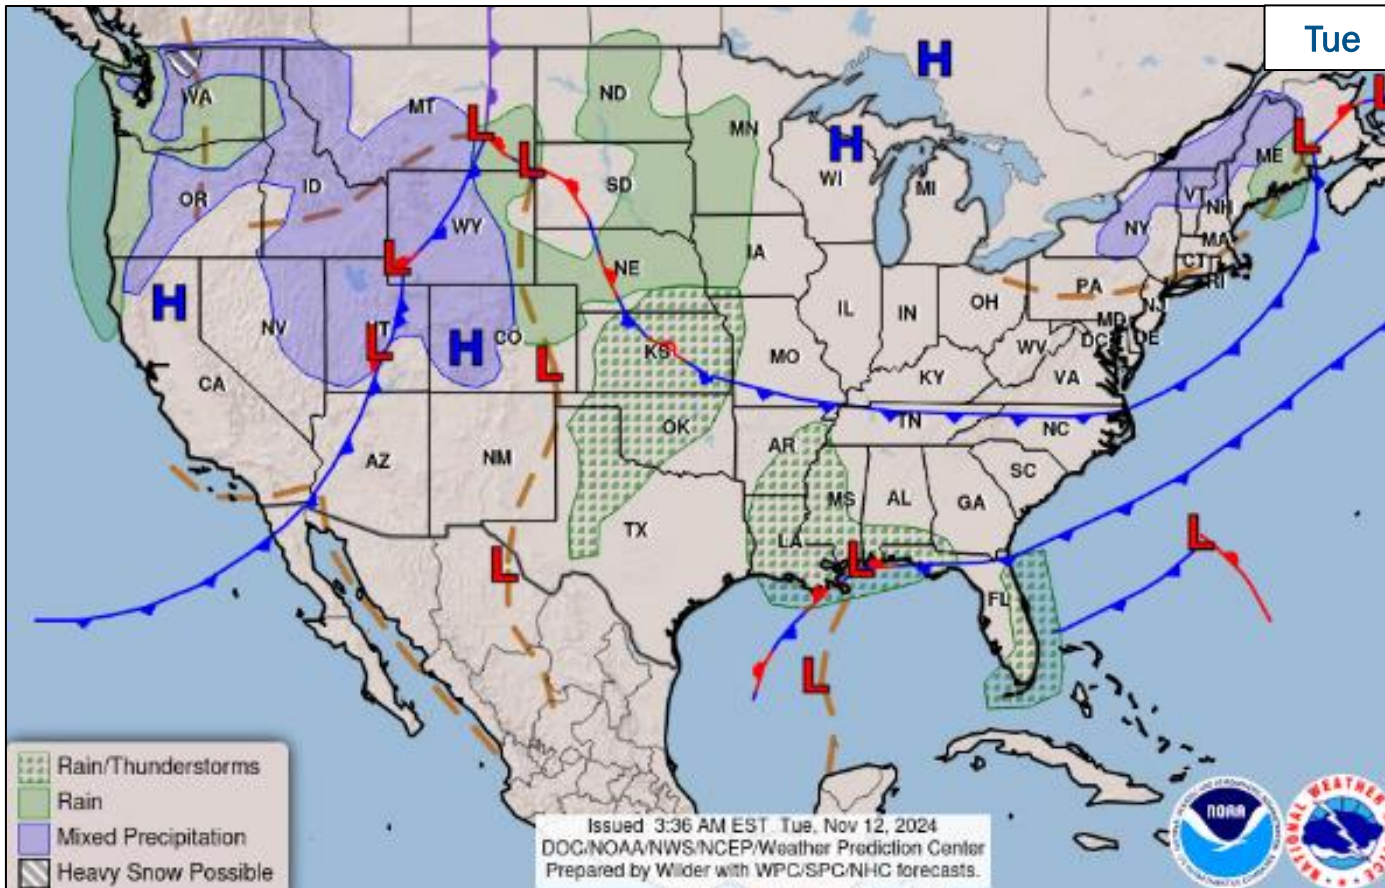 Tue
H
ND
MT
WA
MN
L
L
H
L
L
ME
WI
MI
ID
SD
VT
NH
OR
WY
NY
MA
L
IA
CT
RI
NE
PA
H
IL
IN
OH
NJ
MD
NV
UT
L
H
CO
L
KS
MO
WV
DC
DE
CA
KY
VA
OK
TN
NC
AZ
NM
AR
SC
MS
AL
GA
TX
LA
L
L
L
FL
L
Rain/Thunderstorms
Rain
Mixed Precipitation
Heavy Snow Possible
Issued 3:36 AM EST Tue, Nov 12, 2024
DOC/NOAA/NWS/NCEP/Weather Prediction Center
Prepared by Wilder with WPC/SPC/NHC forecasts.
NOAA
NATIONAL WEATHER